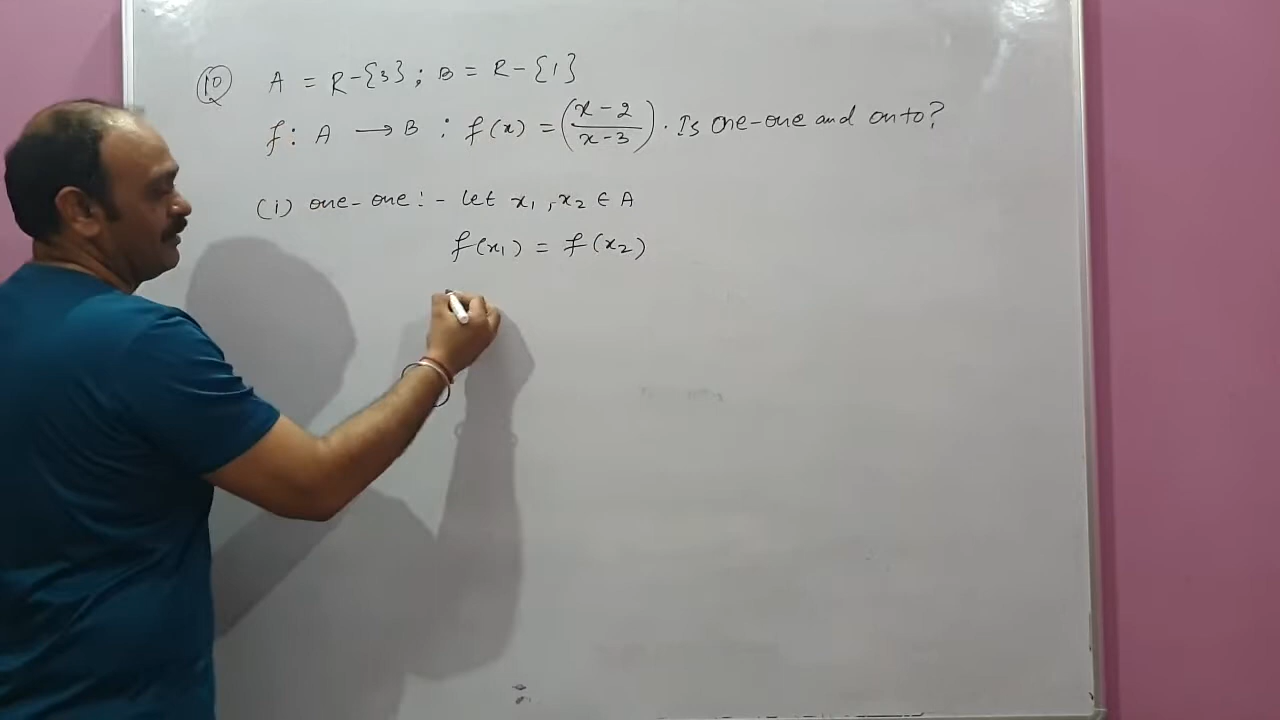 (10) A = R-{3} ; B = R-{1}
f: A → B : f(x) = (x-2/x-3) . Is one-one and onto?
(i) one-one :- let x₁, x₂ ∈ A
f(x₁) = f(x₂)